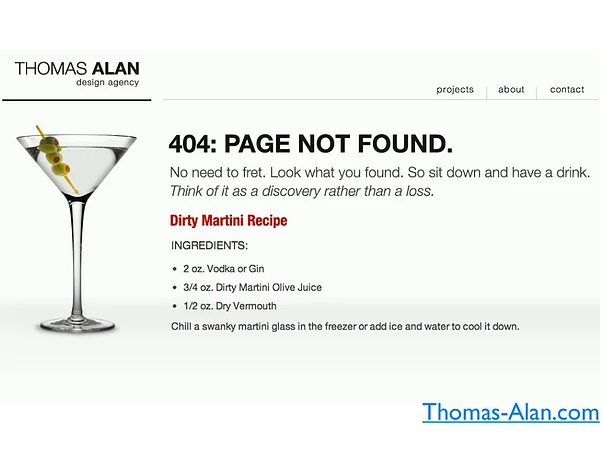 THOMAS ALAN
design agency
projects
about
contact
404: PAGE NOT FOUND.
No need to fret. Look what you found. So sit down and have a drink.
Think of it as a discovery rather than a loss.
Dirty Martini Recipe
INGREDIENTS:
• 2 oz. Vodka or Gin
• 3/4 oz. Dirty Martini Olive Juice
• 1/2 oz. Dry Vermouth
Chill a swanky martini glass in the freezer or add ice and water to cool it down.
Thomas-Alan.com